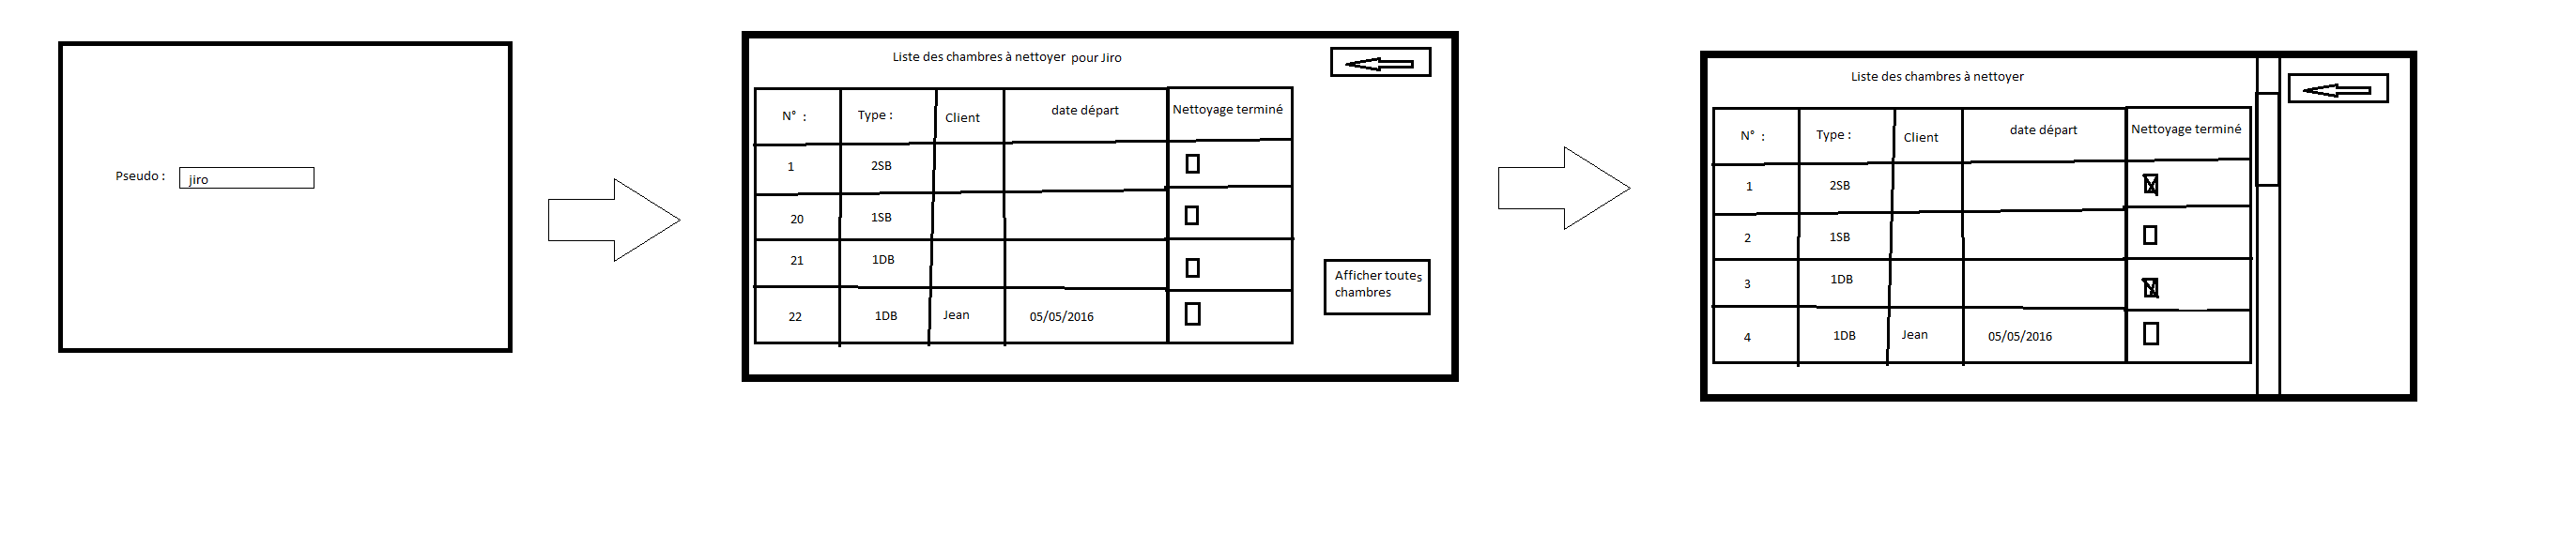 Pseudo : jiro
Liste des chambres à nettoyer pour Jiro
N° : Type : Client date départ Nettoyage terminé
1 2SB
20 1SB
21 1DB
22 1DB Jean 05/05/2016
Afficher toutes
chambres
Liste des chambres à nettoyer
N° : Type : Client date départ Nettoyage terminé
1 2SB
2 1SB
3 1DB
4 1DB Jean 05/05/2016